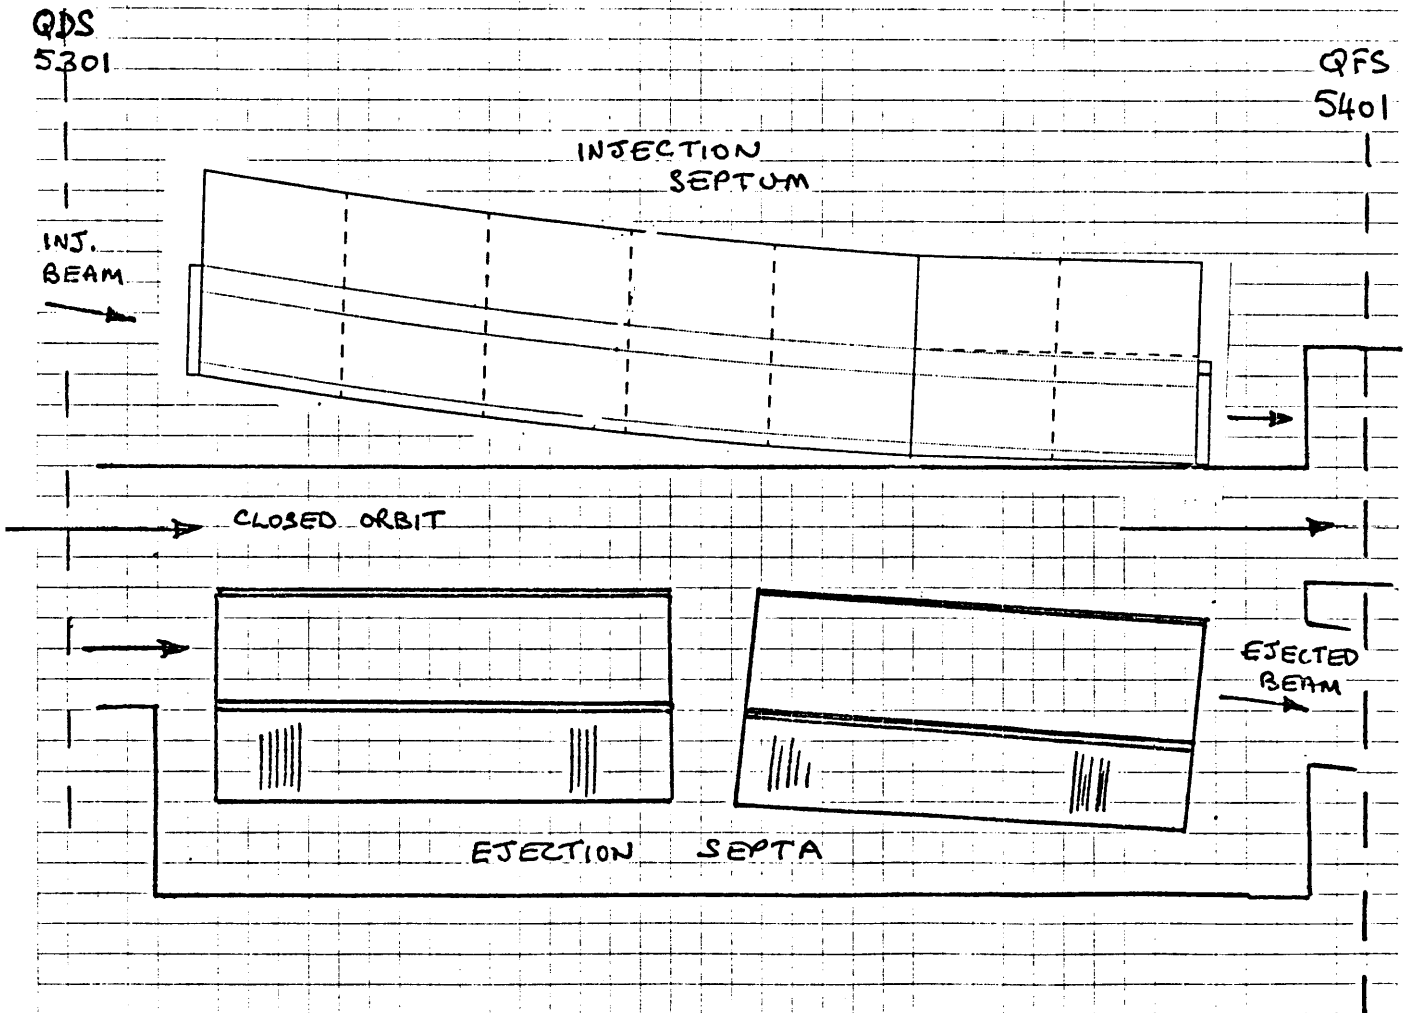 QDS
5301
QFS
5401
INJECTION
SEPTUM
INJ.
BEAM
CLOSED ORBIT
EJECTED
BEAM
EJECTION SEPTA